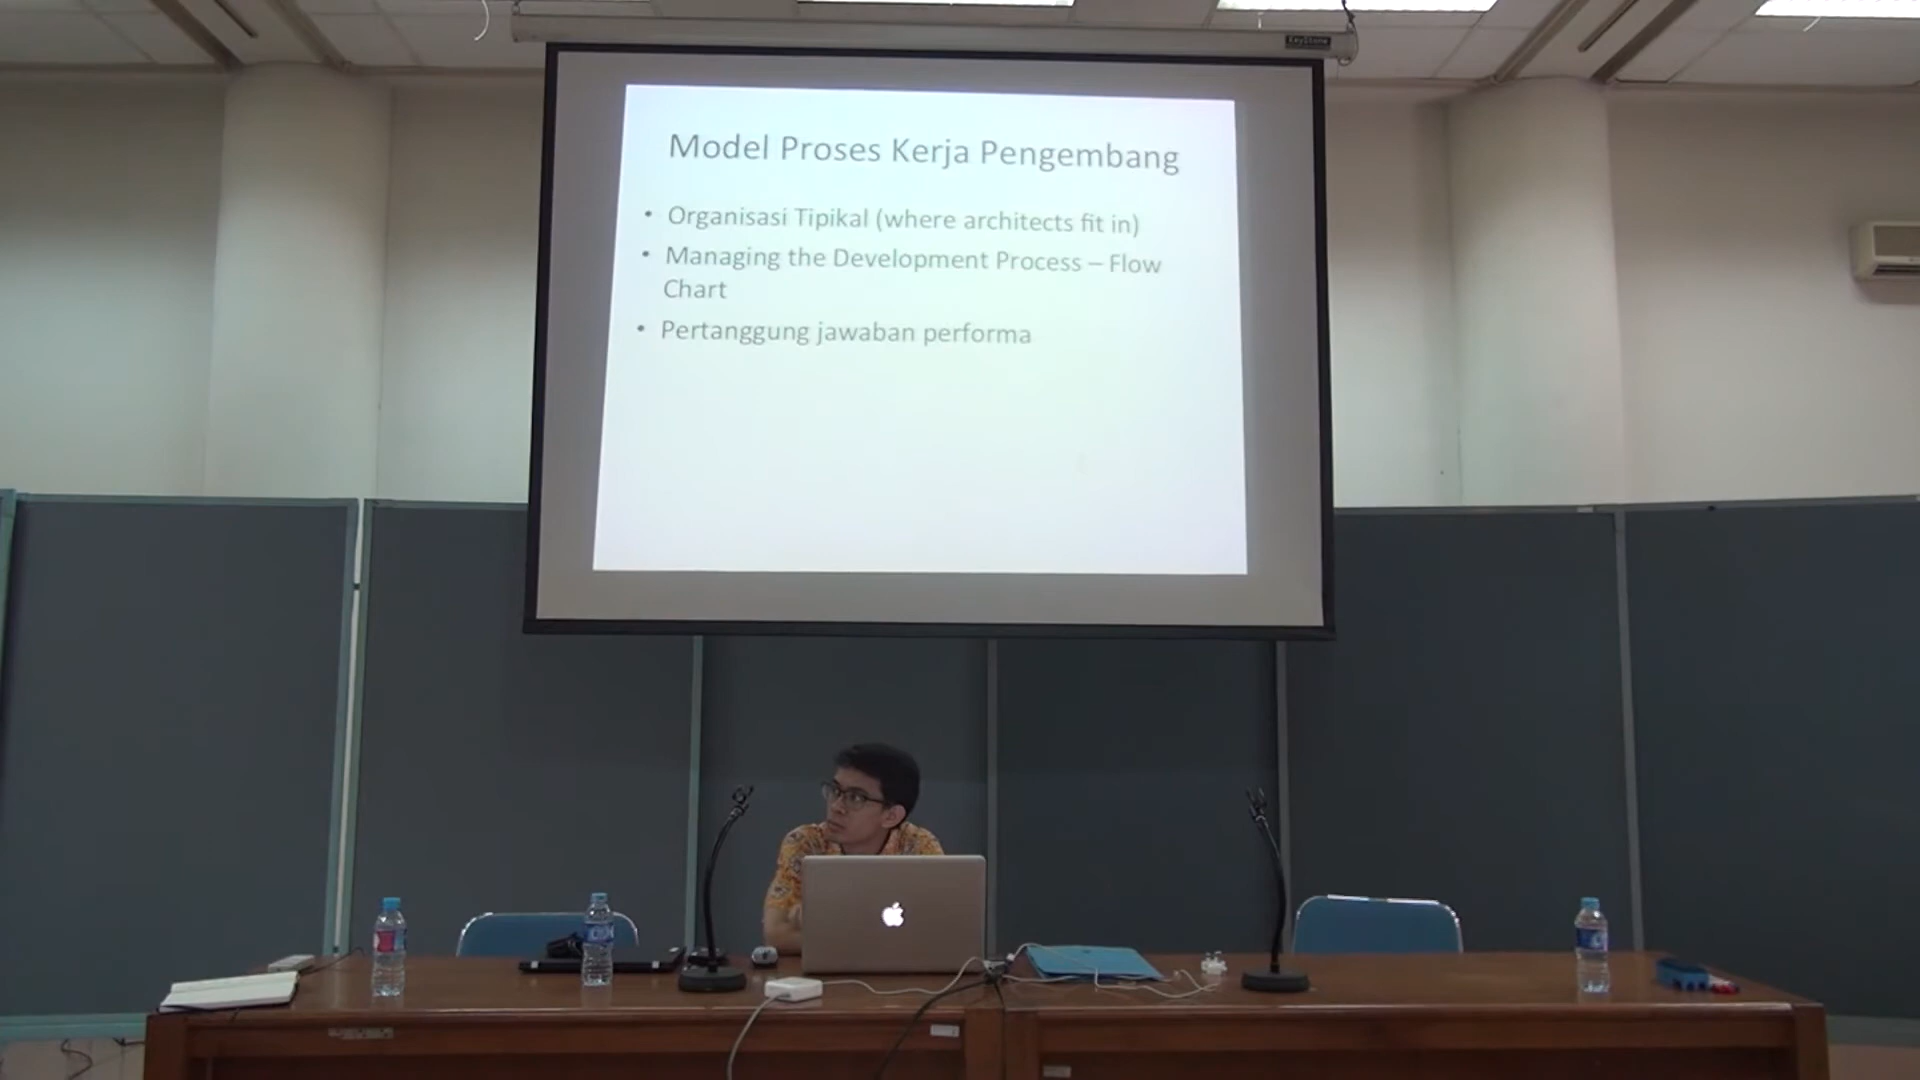 KeyStone
Model Proses Kerja Pengembang
• Organisasi Tipikal (where architects fit in)
• Managing the Development Process – Flow
Chart
• Pertanggung jawaban performa